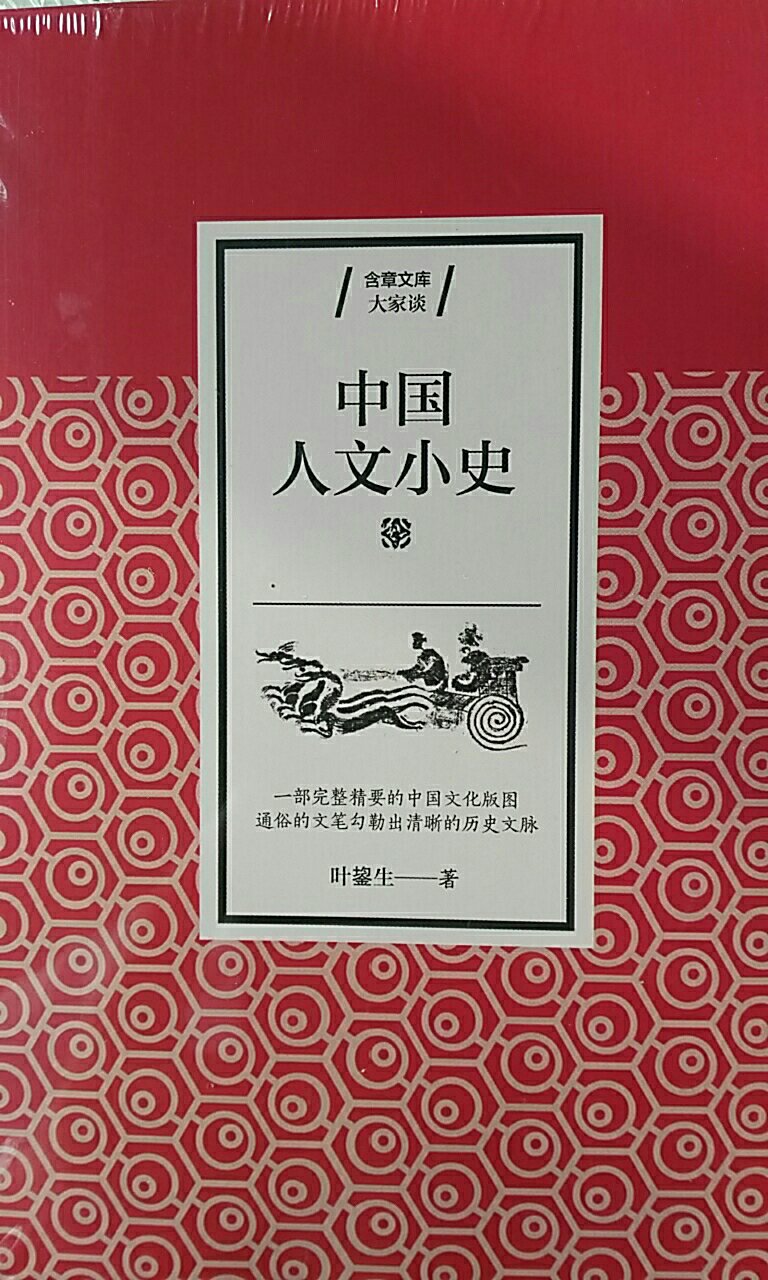 含章文库
大家谈
中国
人文小史
一部完整精要的中国文化版图
通俗的文笔勾勒出清晰的历史文脉
叶鋆生——著